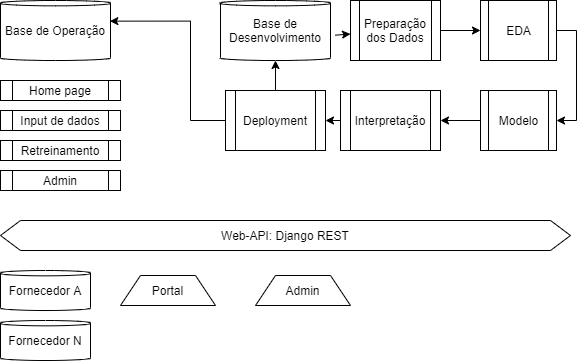 Base de Operação
Base de
Desenvolvimento
Preparação
dos Dados
EDA
Home page
Input de dados
Retreinamento
Admin
Deployment
Interpretação
Modelo
Web-API: Django REST
Fornecedor A
Portal
Admin
Fornecedor N